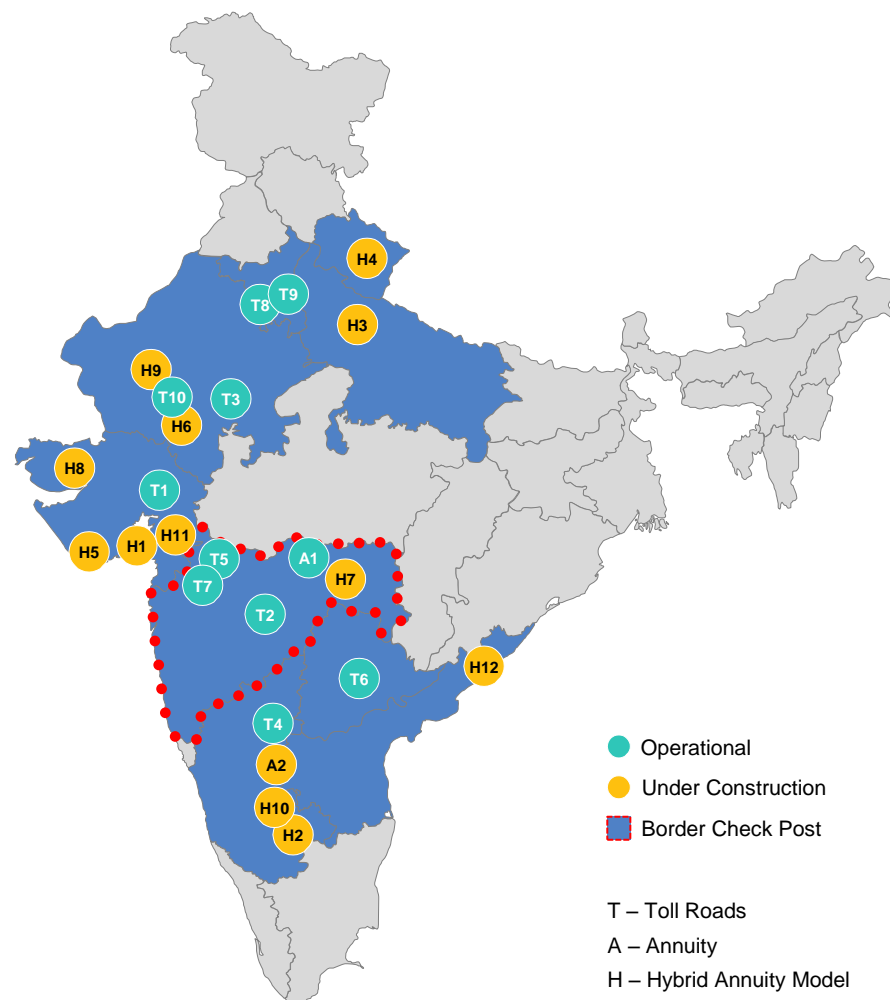 H4
T9
T8
H3
H9
T10
T3
H6
H8
T1
H11
H1
H5
T5
A1
T7
H7
T2
H12
T6
T4
A2
H10
H2
Operational
Under Construction
Border Check Post
T – Toll Roads
A – Annuity
H – Hybrid Annuity Model